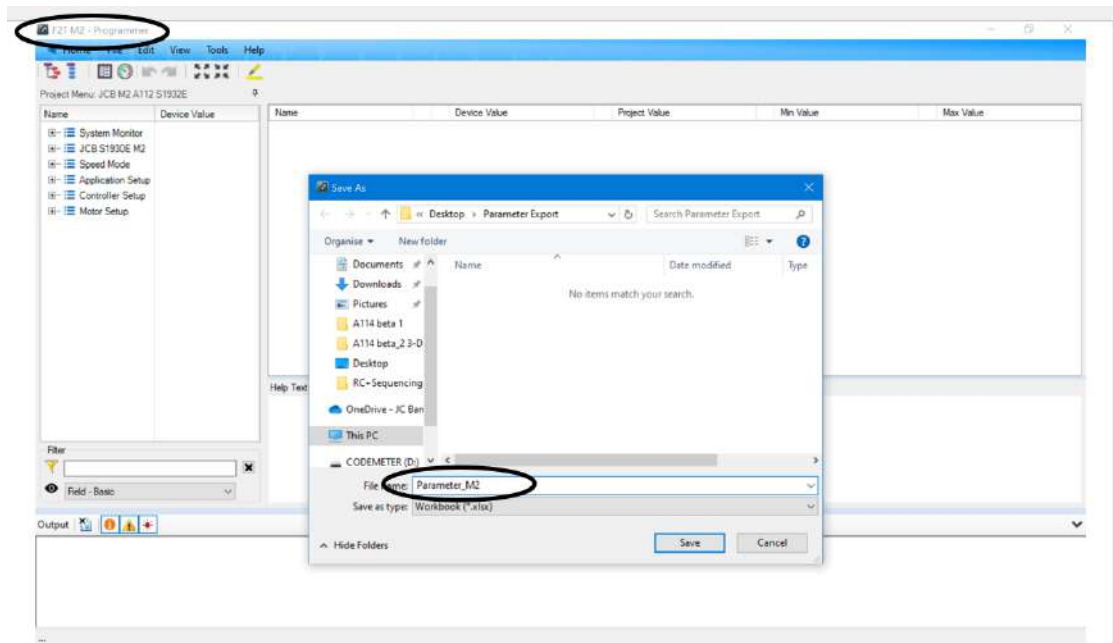 F2T M2 - Programmer
Home File Edit View Tools Help
Project Menu: JCB M2 A112 S1932E
Name Device Value
System Monitor
JCB S1930E M2
Speed Mode
Application Setup
Controller Setup
Motor Setup
Name Device Value Project Value Min Value Max Value
Save As
« Desktop › Parameter Export
Search Parameter Export
Organise New folder
Documents
Downloads
Pictures
A114 beta 1
A114 beta_2 3-D
Desktop
RC+Sequencing
OneDrive - JC Bam
This PC
CODEMETER (D:)
Name Date modified Type
No items match your search.
File name: Parameter_M2
Save as type: Workbook (*.xlsx)
Hide Folders
Save Cancel
Help Text
Filter
Field - Basic
Output
...